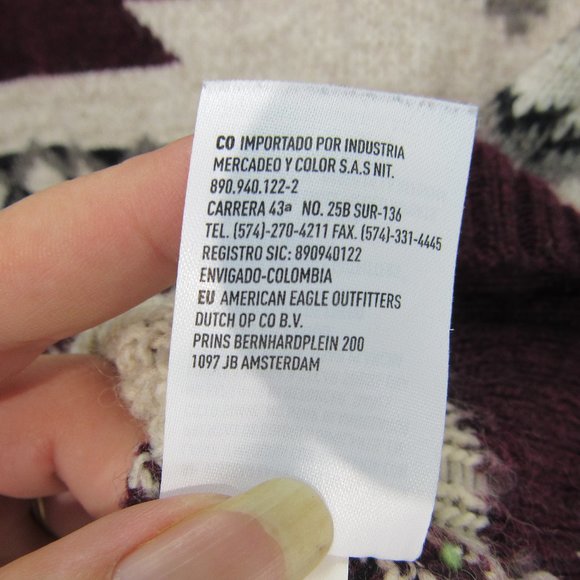 CO IMPORTADO POR INDUSTRIA
MERCADEO Y COLOR S.A.S NIT.
890.940.122-2
CARRERA 43ª NO. 25B SUR-136
TEL. (574)-270-4211 FAX. (574)-331-4445
REGISTRO SIC: 890940122
ENVIGADO-COLOMBIA
EU AMERICAN EAGLE OUTFITTERS
DUTCH OP CO B.V.
PRINS BERNHARDPLEIN 200
1097 JB AMSTERDAM